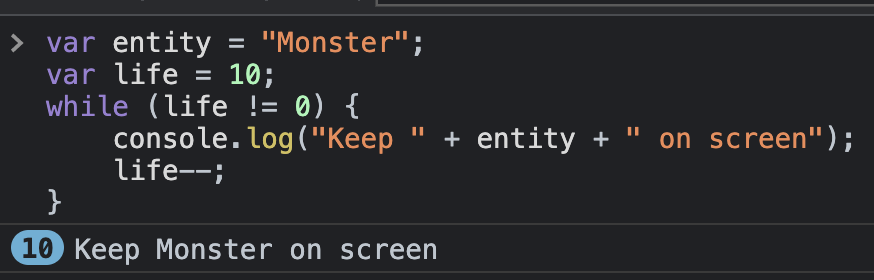 > var entity = "Monster";
var life = 10;
while (life != 0) {
console.log("Keep " + entity + " on screen");
life--;
}
10 Keep Monster on screen